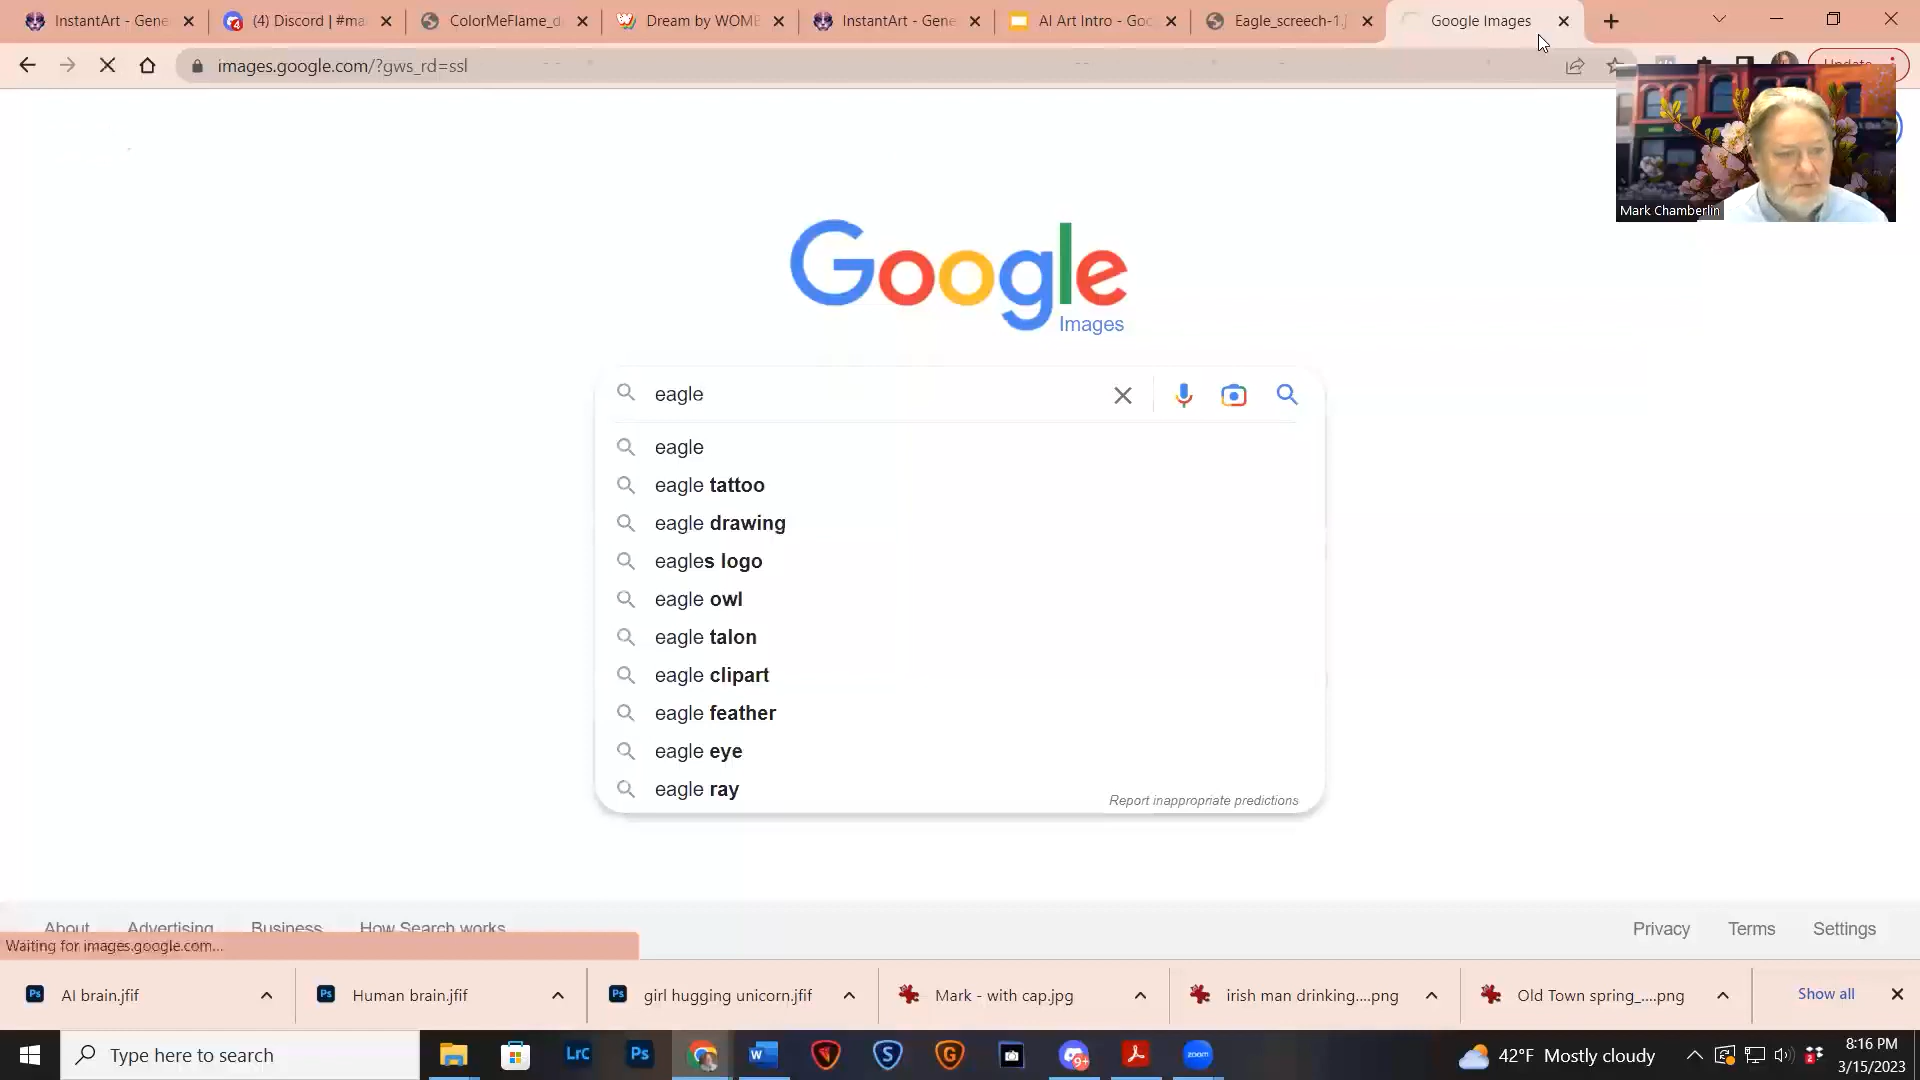 InstantArt - Gene
(4) Discord | #ma
ColorMeFlame_d
Dream by WOMB
InstantArt - Gene
AI Art Intro - Goo
Eagle_screech-1.j
Google Images
images.google.com/?gws_rd=ssl
Update
Mark Chamberlin
Google
Images
eagle
eagle
eagle tattoo
eagle drawing
eagles logo
eagle owl
eagle talon
eagle clipart
eagle feather
eagle eye
eagle ray
Report inappropriate predictions
About Advertising Business How Search works
Privacy Terms Settings
Waiting for images.google.com...
AI brain.jfif
Human brain.jfif
girl hugging unicorn.jfif
Mark - with cap.jpg
irish man drinking....png
Old Town spring_....png
Show all
Type here to search
LrC
Ps
W
S
G
9+
zoom
42°F Mostly cloudy
8:16 PM
3/15/2023